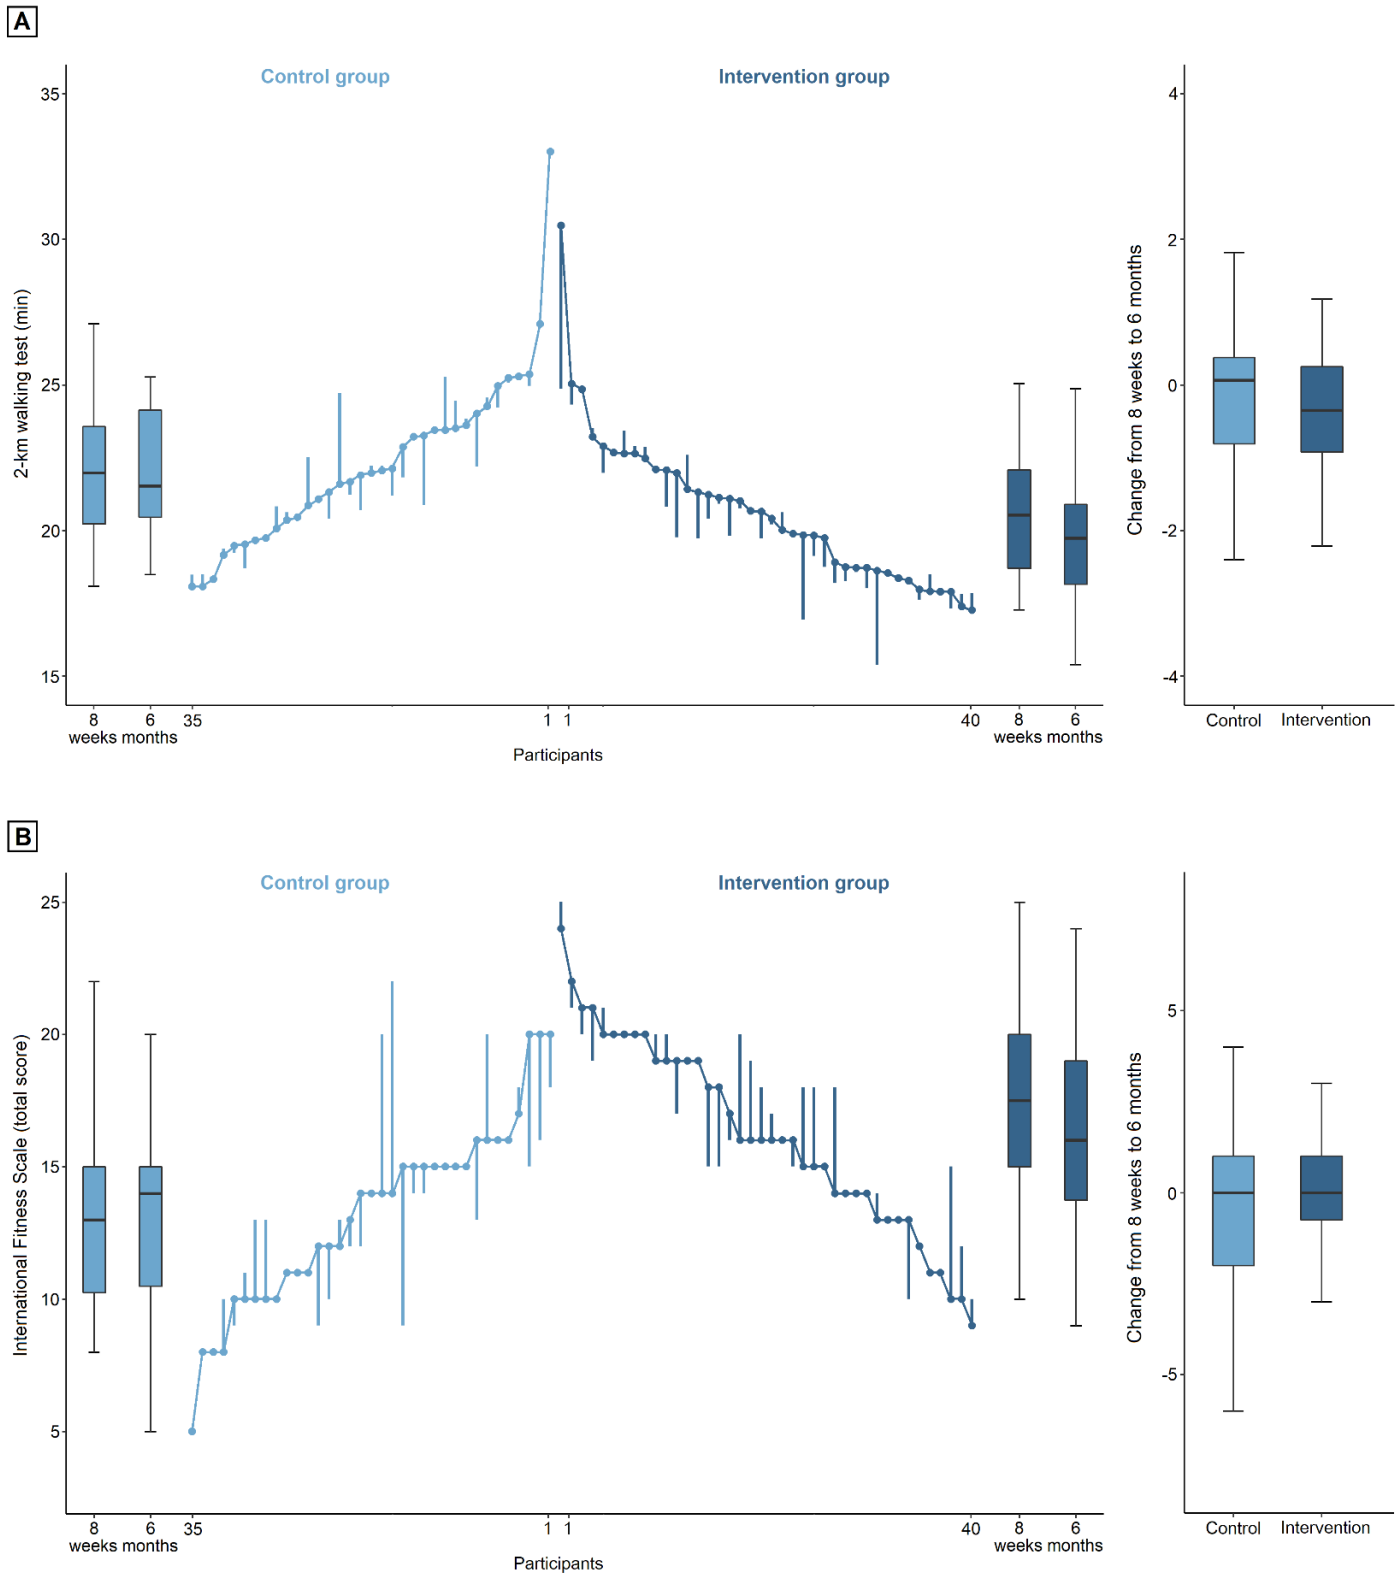 A
Control group
Intervention group
35
30
25
20
15
2-km walking test (min)
8 6 35 1 1 40 8 6
weeks months weeks months
Participants
4
2
0
-2
-4
Change from 8 weeks to 6 months
Control Intervention
B
Control group
Intervention group
25
20
15
10
5
International Fitness Scale (total score)
8 6 35 1 1 40 8 6
weeks months weeks months
Participants
5
0
-5
Change from 8 weeks to 6 months
Control Intervention